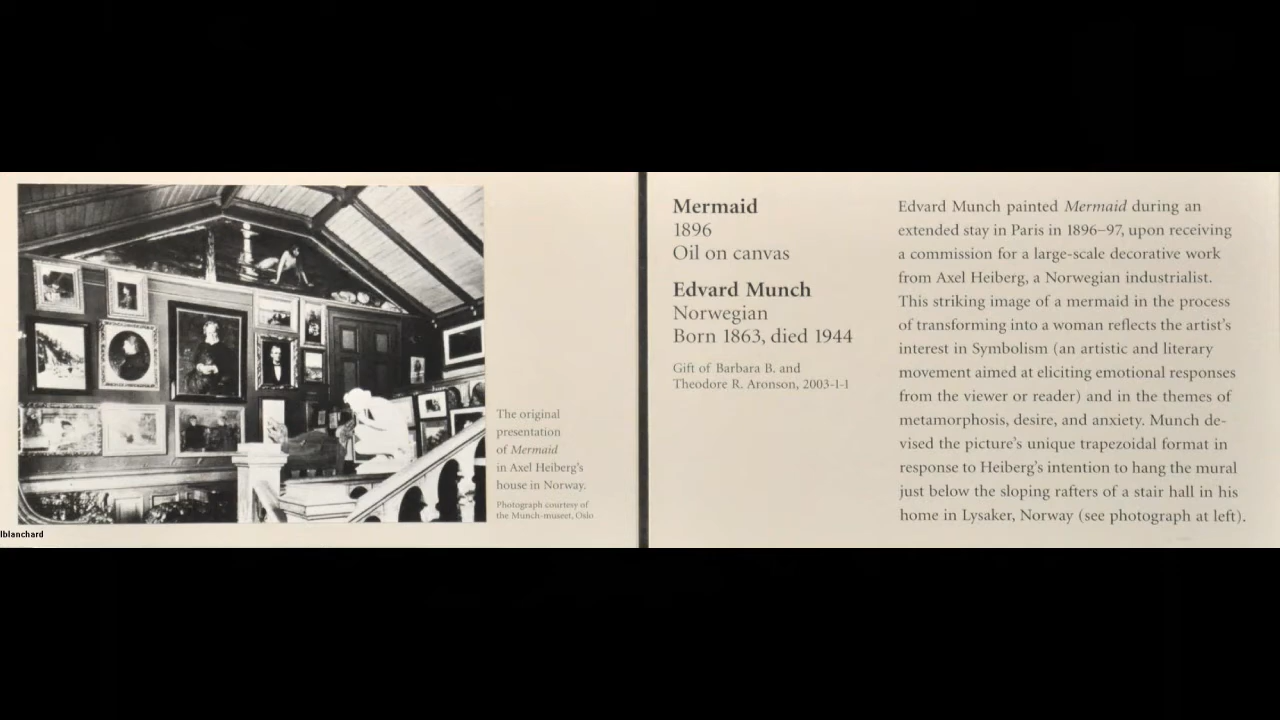 The original
presentation
of Mermaid
in Axel Heiberg's
house in Norway.
Photograph courtesy of
the Munch-museet, Oslo
lblanchard
Mermaid
1896
Oil on canvas
Edvard Munch
Norwegian
Born 1863, died 1944
Gift of Barbara B. and
Theodore R. Aronson, 2003-1-1
Edvard Munch painted Mermaid during an
extended stay in Paris in 1896–97, upon receiving
a commission for a large-scale decorative work
from Axel Heiberg, a Norwegian industrialist.
This striking image of a mermaid in the process
of transforming into a woman reflects the artist's
interest in Symbolism (an artistic and literary
movement aimed at eliciting emotional responses
from the viewer or reader) and in the themes of
metamorphosis, desire, and anxiety. Munch de-
vised the picture's unique trapezoidal format in
response to Heiberg's intention to hang the mural
just below the sloping rafters of a stair hall in his
home in Lysaker, Norway (see photograph at left).